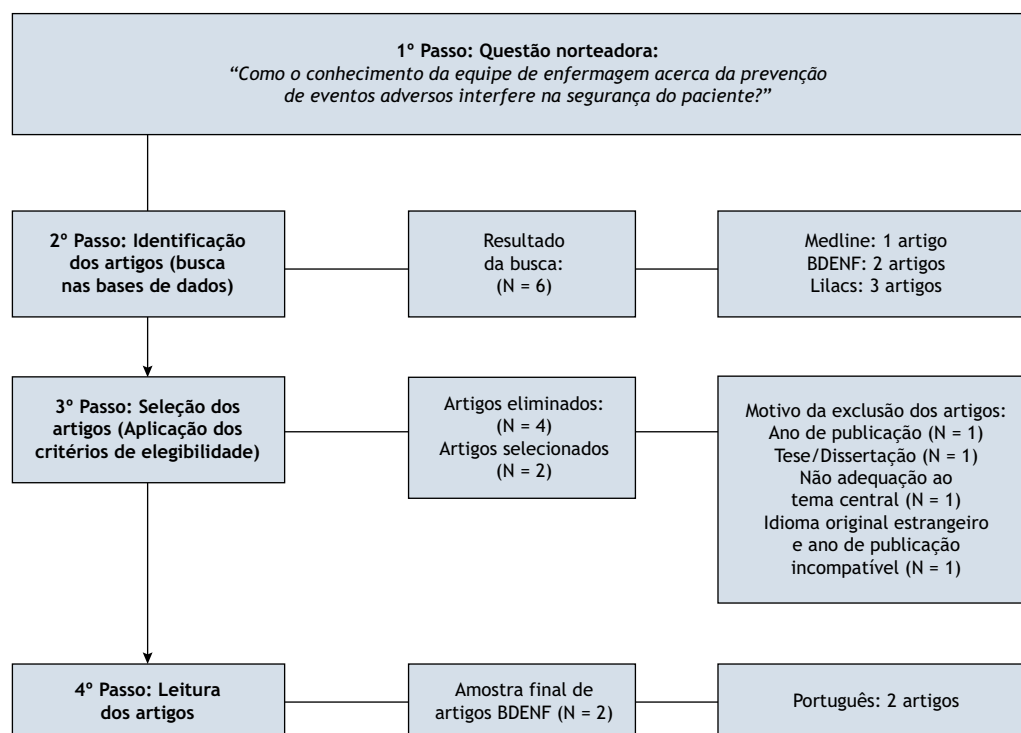 1º Passo: Questão norteadora:
“Como o conhecimento da equipe de enfermagem acerca da prevenção
de eventos adversos interfere na segurança do paciente?”
2º Passo: Identificação
dos artigos (busca
nas bases de dados)
Resultado
da busca:
(N = 6)
Medline: 1 artigo
BDENF: 2 artigos
Lilacs: 3 artigos
3º Passo: Seleção dos
artigos (Aplicação dos
critérios de elegibilidade)
Artigos eliminados:
(N = 4)
Artigos selecionados
(N = 2)
Motivo da exclusão dos artigos:
Ano de publicação (N = 1)
Tese/Dissertação (N = 1)
Não adequação ao
tema central (N = 1)
Idioma original estrangeiro
e ano de publicação
incompatível (N = 1)
4º Passo: Leitura
dos artigos
Amostra final de
artigos BDENF (N = 2)
Português: 2 artigos